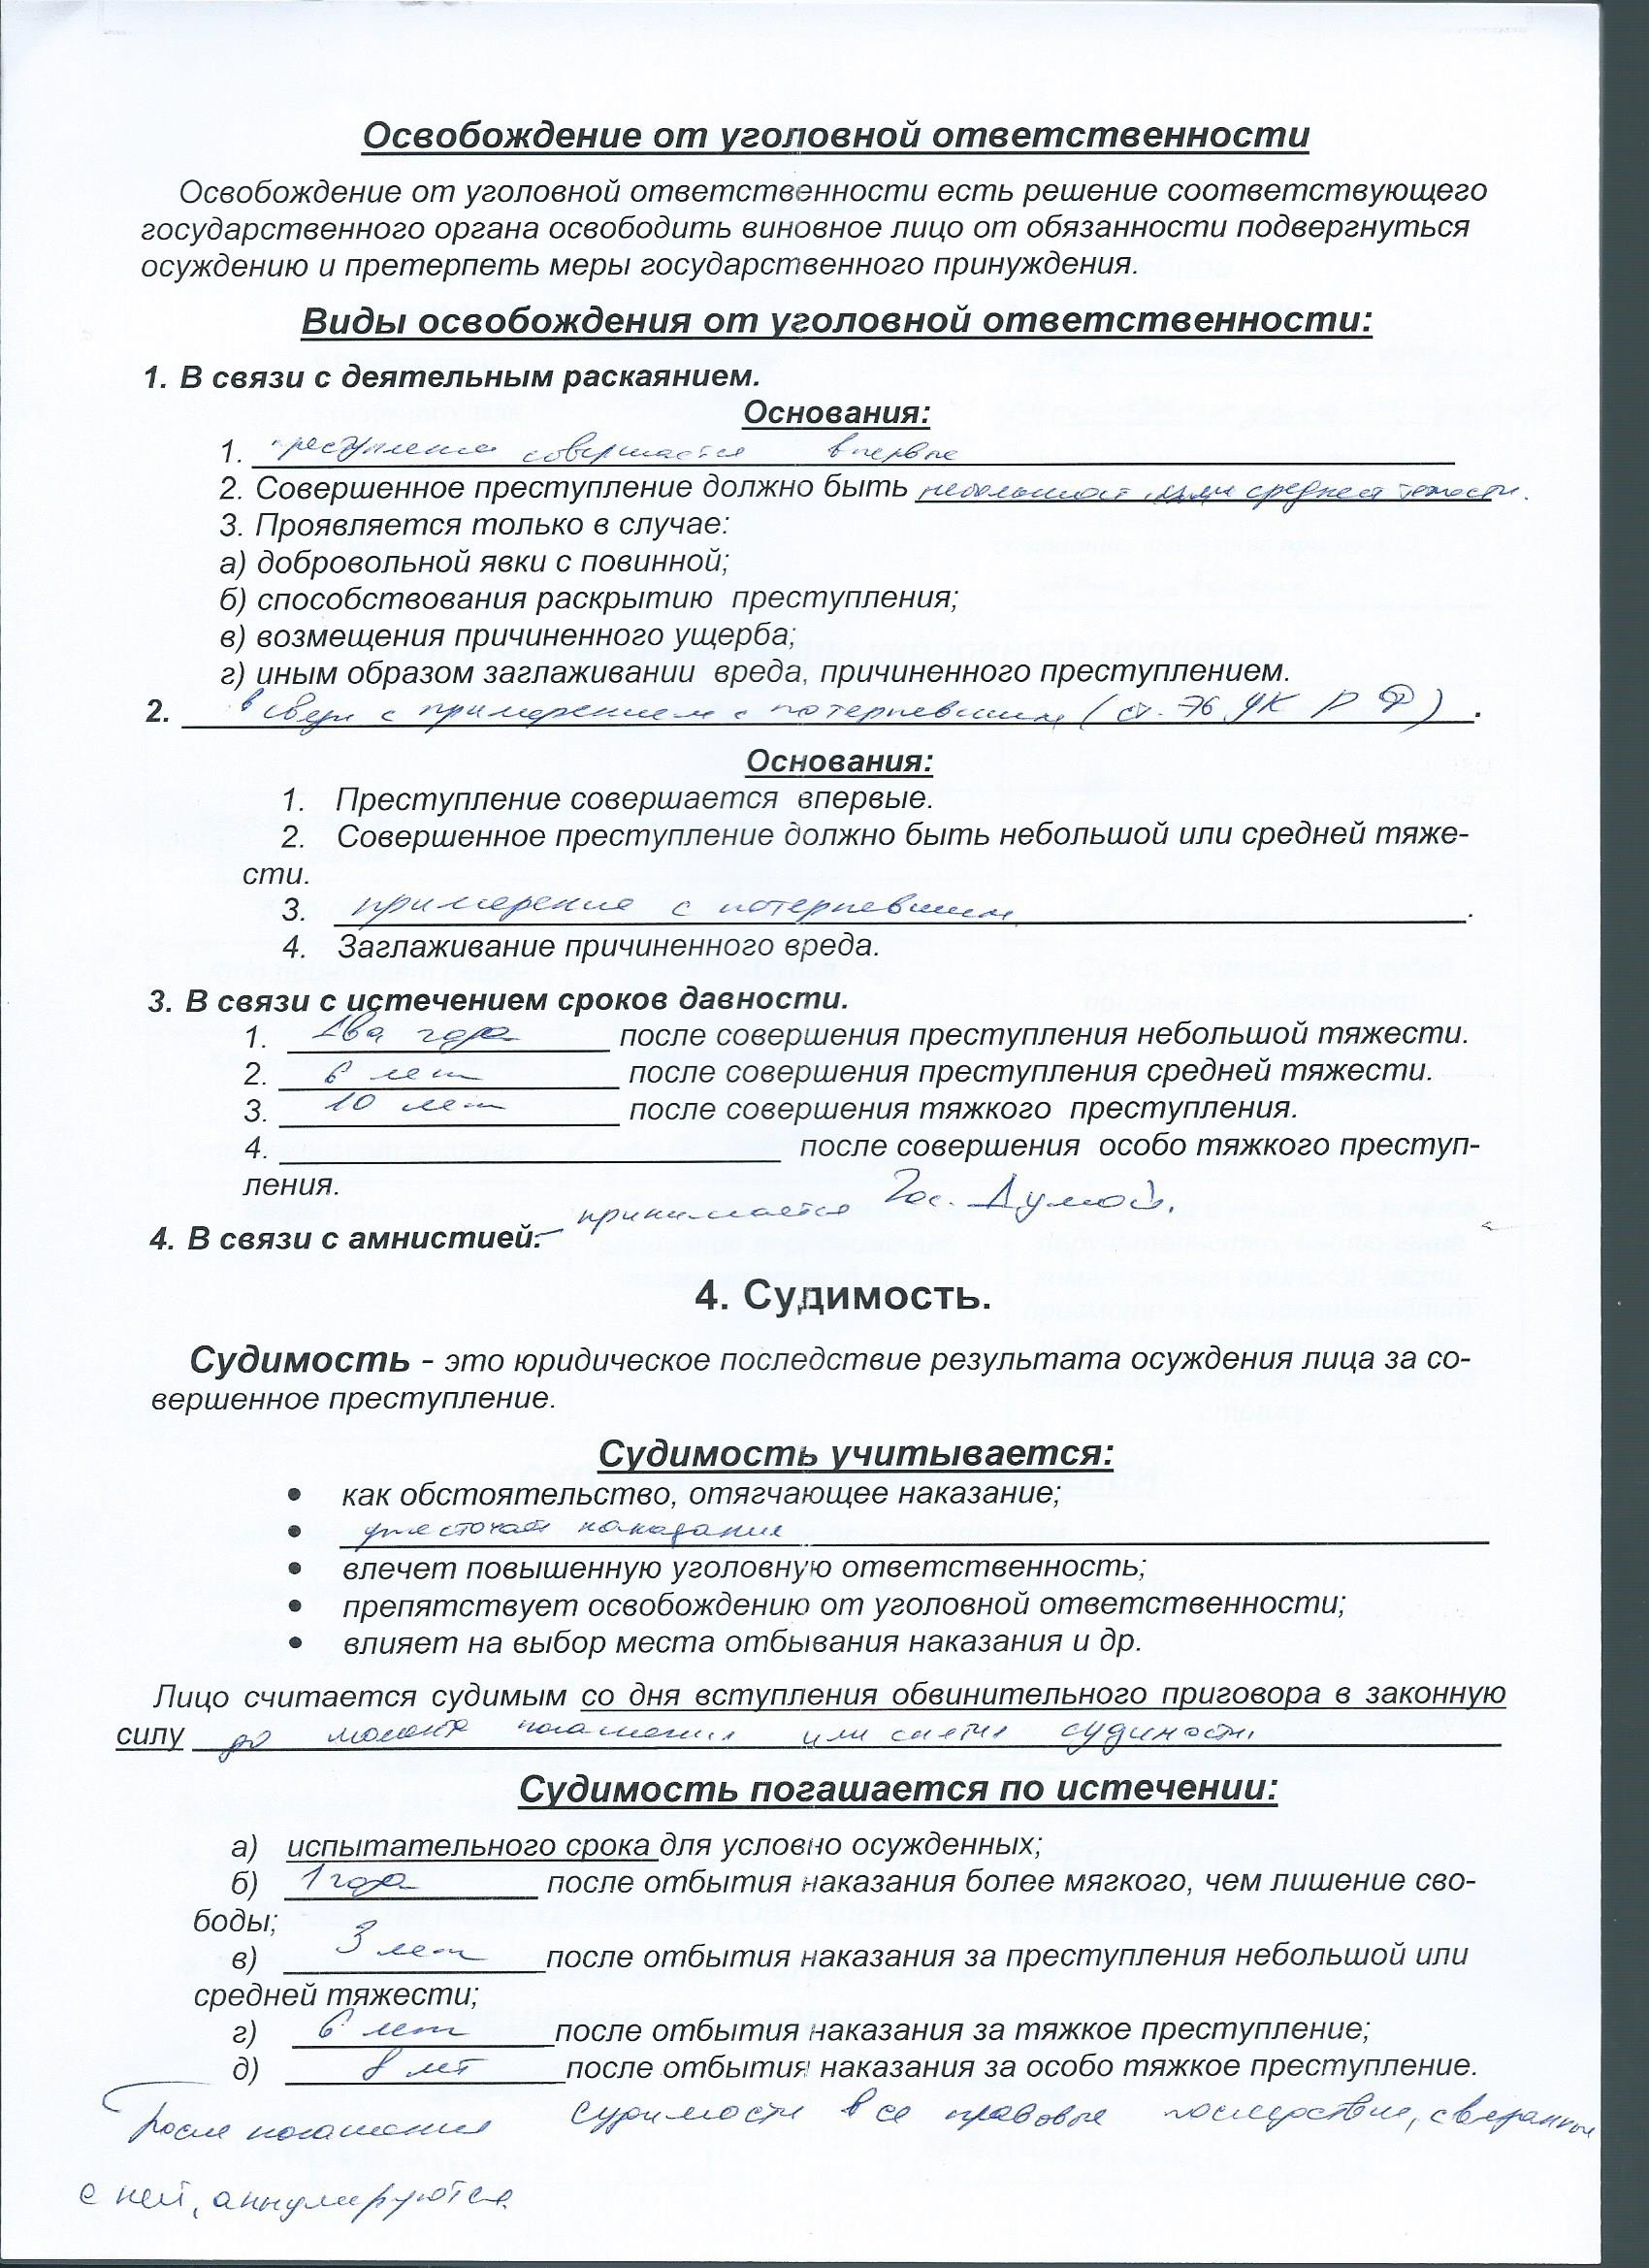 Освобождение от уголовной ответственности
Освобождение от уголовной ответственности есть решение соответствующего
государственного органа освободить виновное лицо от обязанности подвергнуться
осуждению и претерпеть меры государственного принуждения.
Виды освобождения от уголовной ответственности:
1. В связи с деятельным раскаянием.
Основания:
1. преступление совершается впервые
2. Совершенное преступление должно быть небольшой или средней тяжести.
3. Проявляется только в случае:
а) добровольной явки с повинной;
б) способствования раскрытию преступления;
в) возмещения причиненного ущерба;
г) иным образом заглаживании вреда, причиненного преступлением.
2. в связи с примирением с потерпевшим (ст. 76 УК РФ).
Основания:
1. Преступление совершается впервые.
2. Совершенное преступление должно быть небольшой или средней тяже-
сти.
3. примирение с потерпевшим.
4. Заглаживание причиненного вреда.
3. В связи с истечением сроков давности.
1. Два года после совершения преступления небольшой тяжести.
2. 6 лет после совершения преступления средней тяжести.
3. 10 лет после совершения тяжкого преступления.
4. после совершения особо тяжкого преступ-
ления.
4. В связи с амнистией. – принимается Гос. Думой.
4. Судимость.
Судимость - это юридическое последствие результата осуждения лица за со-
вершенное преступление.
Судимость учитывается:
• как обстоятельство, отягчающее наказание;
• ужесточает наказание
• влечет повышенную уголовную ответственность;
• препятствует освобождению от уголовной ответственности;
• влияет на выбор места отбывания наказания и др.
Лицо считается судимым со дня вступления обвинительного приговора в законную
силу до момента погашения или снятия судимости
Судимость погашается по истечении:
а) испытательного срока для условно осужденных;
б) 1 года после отбытия наказания более мягкого, чем лишение сво-
боды;
в) 3 лет после отбытия наказания за преступления небольшой или
средней тяжести;
г) 6 лет после отбытия наказания за тяжкое преступление;
д) 8 лет после отбытия наказания за особо тяжкое преступление.
После погашения судимости все правовые последствия, связанные
с ней, аннулируются.